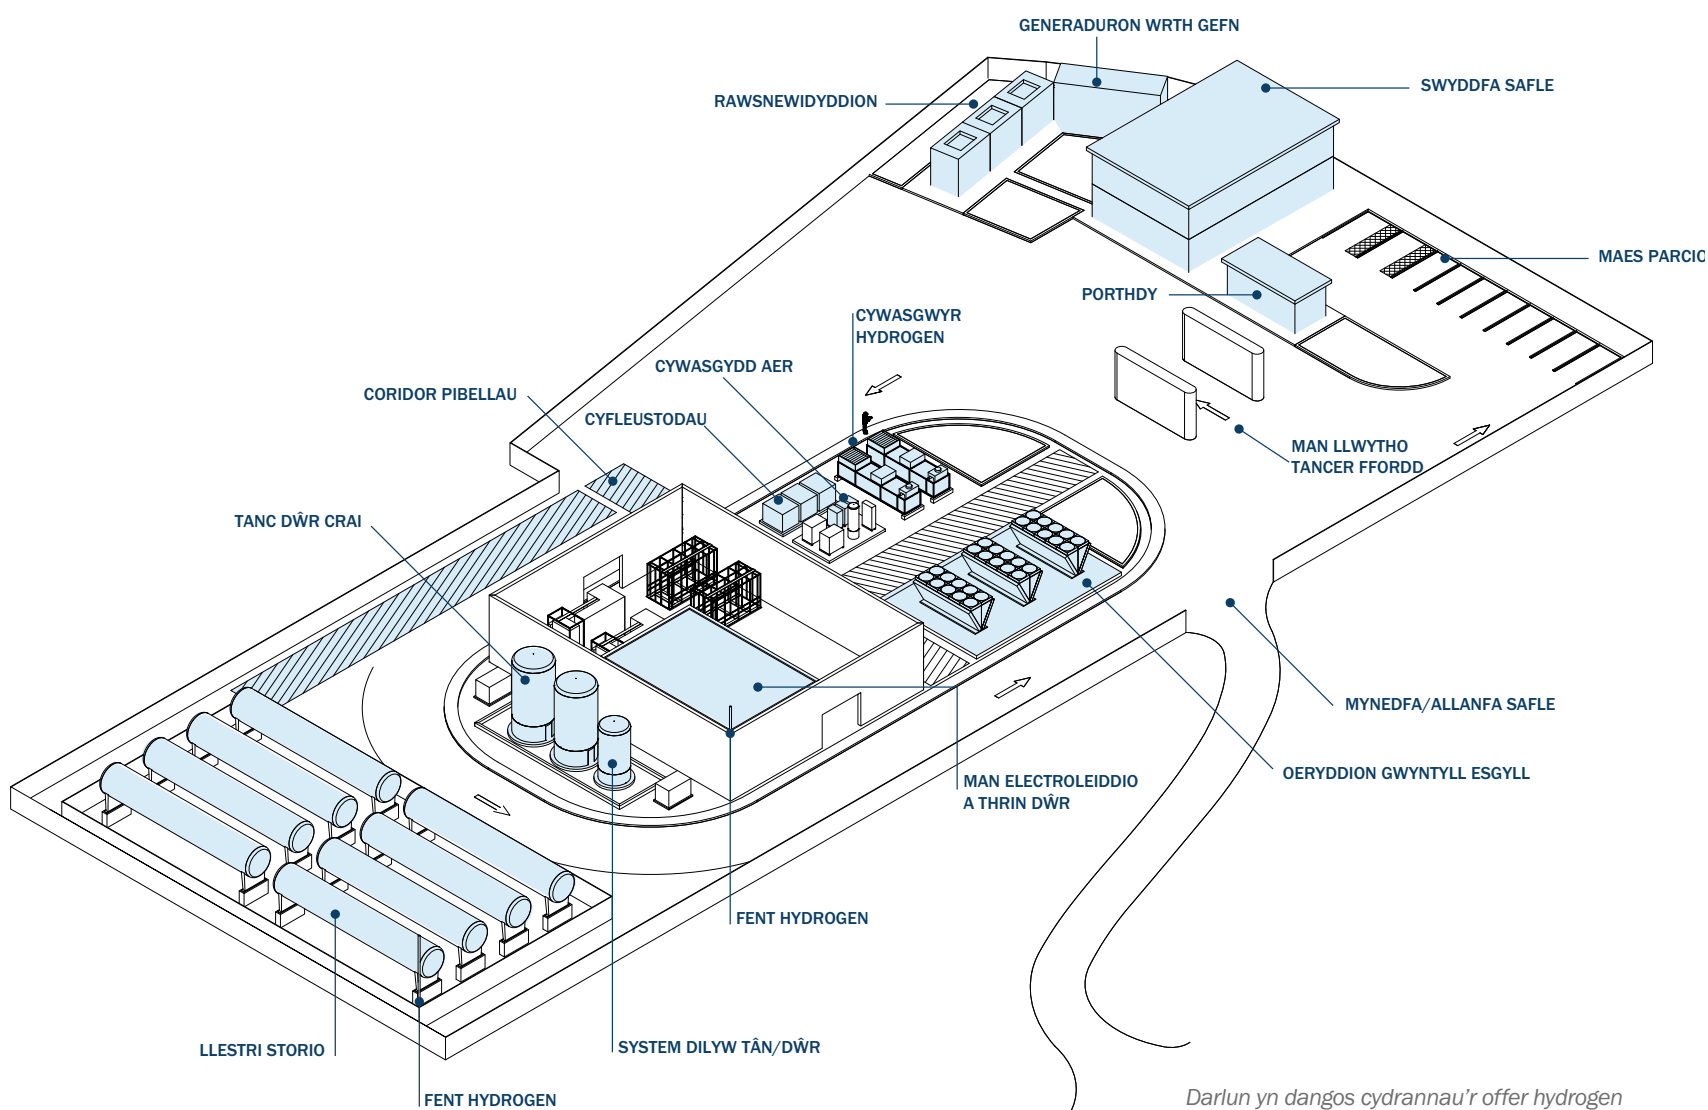 GENERADURON WRTH GEFN
SWYDDFA SAFLE
RAWSNEWIDYDDION
MAES PARCIO
PORTHDY
CYWASGWYR
HYDROGEN
CYWASGYDD AER
CORIDOR PIBELLAU
CYFLEUSTODAU
MAN LLWYTHO
TANCER FFORDD
TANC DŴR CRAI
MYNEDFA/ALLANFA SAFLE
OERYDDION GWYNTYLL ESGYLL
MAN ELECTROLEIDDIO
A THRIN DŴR
FENT HYDROGEN
LLESTRI STORIO
SYSTEM DILYW TÂN/DŴR
FENT HYDROGEN
Darlun yn dangos cydrannau’r offer hydrogen